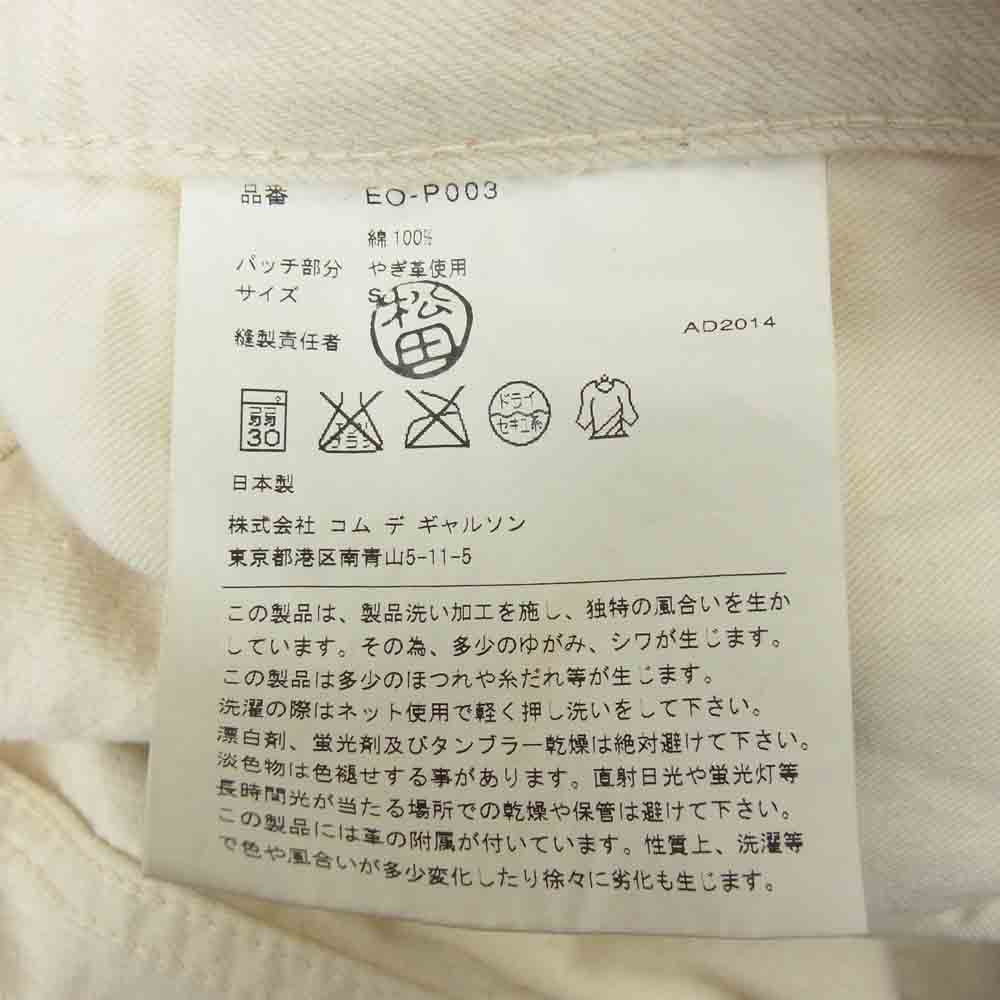 品番 EO-P003
綿 100%
パッチ部分 やぎ革使用
サイズ S
縫製責任者 松田
AD2014
弱 30
ドライ
セキユ系
日本製
株式会社 コム デ ギャルソン
東京都港区南青山5-11-5
この製品は、製品洗い加工を施し、独特の風合いを生か
しています。その為、多少のゆがみ、シワが生じます。
この製品は多少のほつれや糸だれ等が生じます。
洗濯の際はネット使用で軽く押し洗いをして下さい。
漂白剤、蛍光剤及びタンブラー乾燥は絶対避けて下さい。
淡色物は色褪せする事があります。直射日光や蛍光灯等
長時間光が当たる場所での乾燥や保管は避けて下さい。
この製品には革の附属が付いています。性質上、洗濯等
で色や風合いが多少変化したり徐々に劣化も生じます。